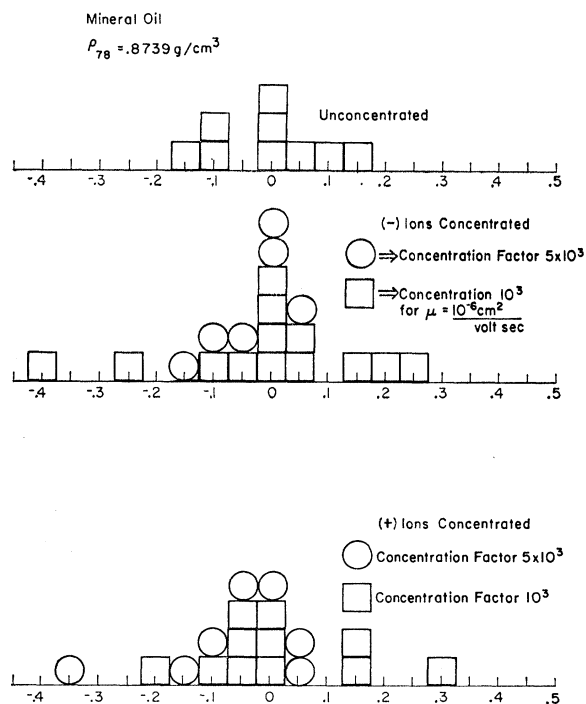 Mineral Oil
ρ78 = .8739 g/cm³
Unconcentrated
-.4 -.3 -.2 -.1 0 .1 .2 .3 .4 .5
(-) Ions Concentrated
⇒Concentration Factor 5x10³
⇒Concentration 10³
for μ = 10⁻⁶cm²
volt sec
-.4 -.3 -.2 -.1 0 .1 .2 .3 .4 .5
(+) Ions Concentrated
Concentration Factor 5x10³
Concentration Factor 10³
-.4 -.3 -.2 -.1 0 .1 .2 .3 .4 .5